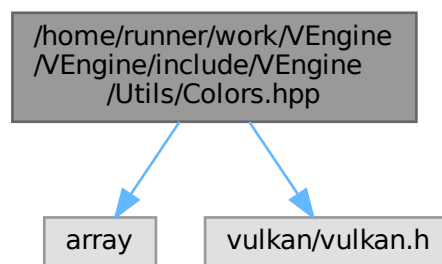 /home/runner/work/VEngine
/VEngine/include/VEngine
/Utils/Colors.hpp
array
vulkan/vulkan.h